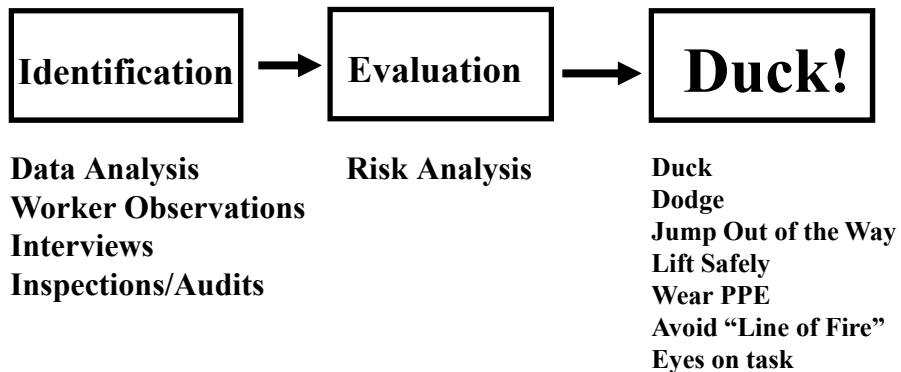 Identification
Evaluation
Duck!
Data Analysis
Worker Observations
Interviews
Inspections/Audits
Risk Analysis
Duck
Dodge
Jump Out of the Way
Lift Safely
Wear PPE
Avoid “Line of Fire”
Eyes on task